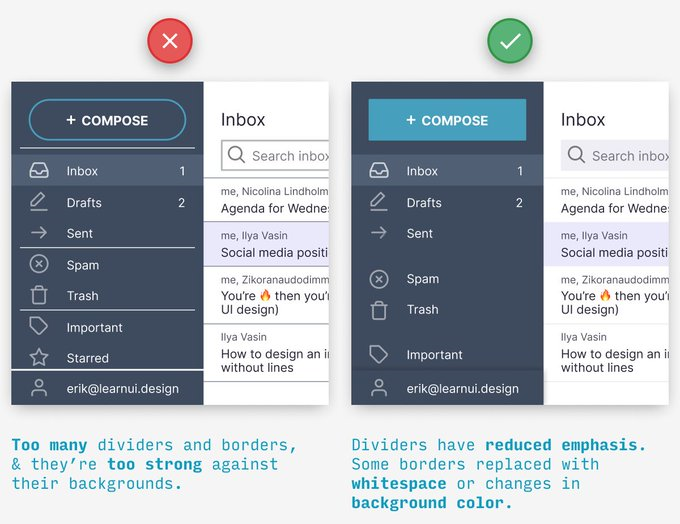 + COMPOSE
Inbox 1
Drafts 2
Sent
Spam
Trash
Important
Starred
erik@learnui.design
Inbox
Search inbox
me, Nicolina Lindholm
Agenda for Wednes
me, Ilya Vasin
Social media positi
me, Zikoranaudodimm
You’re 🔥 then you’r
UI design)
Ilya Vasin
How to design an i
without lines
Too many dividers and borders,
& they’re too strong against
their backgrounds.
+ COMPOSE
Inbox 1
Drafts 2
Sent
Spam
Trash
Important
erik@learnui.design
Inbox
Search inbox
me, Nicolina Lindholm
Agenda for Wednes
me, Ilya Vasin
Social media positi
me, Zikoranaudodimm
You’re 🔥 then you’r
UI design)
Ilya Vasin
How to design an i
without lines
Dividers have reduced emphasis.
Some borders replaced with
whitespace or changes in
background color.